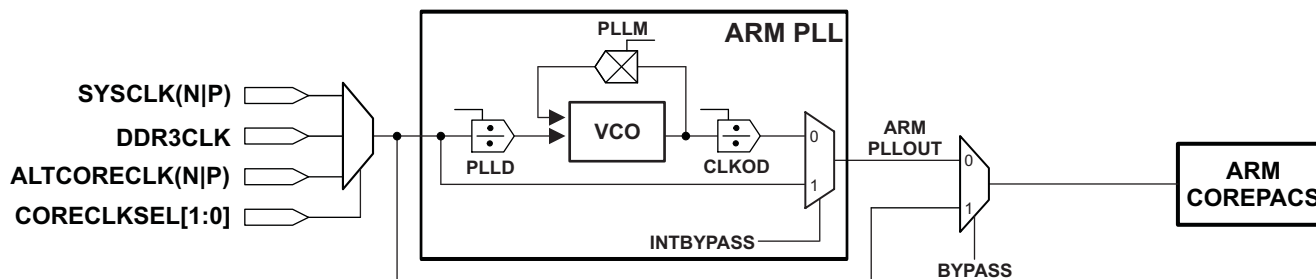 PLLM
ARM PLL
SYSCLK(N|P)
DDR3CLK
ALTCORECLK(N|P)
CORECLKSEL[1:0]
PLLD
VCO
CLKOD
0
1
INTBYPASS
ARM
PLLOUT
0
1
BYPASS
ARM
COREPACS